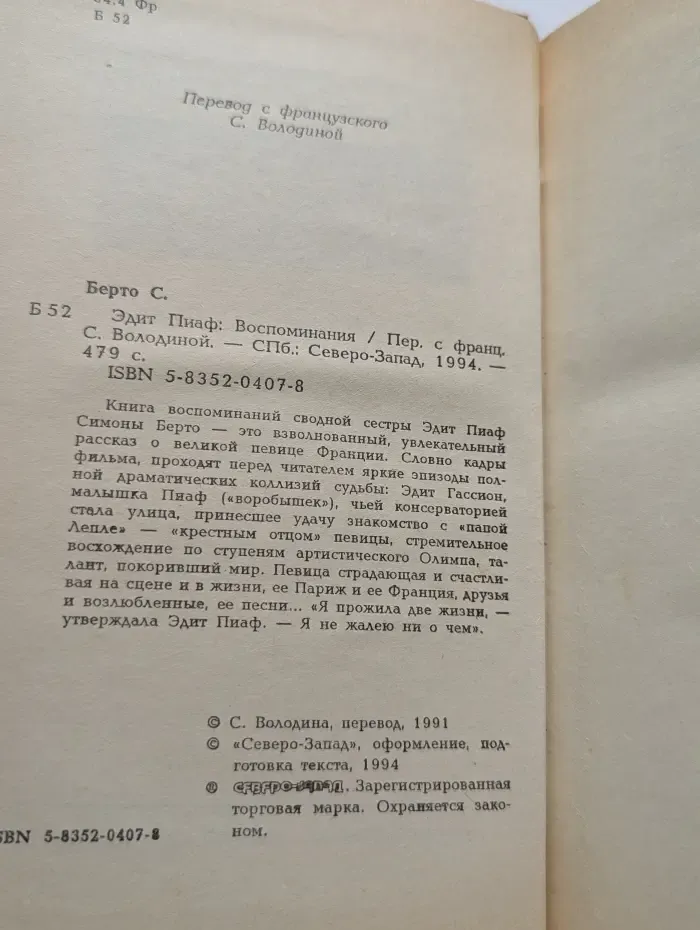 84.4 Фр
Б 52
Перевод с французского
С. Володиной
Берто С.
Б 52 Эдит Пиаф: Воспоминания / Пер. с франц.
С. Володиной. — СПб.: Северо-Запад, 1994. —
479 с.
ISBN 5-8352-0407-8
Книга воспоминаний сводной сестры Эдит Пиаф
Симоны Берто — это взволнованный, увлекательный
рассказ о великой певице Франции. Словно кадры
фильма, проходят перед читателем яркие эпизоды пол-
ной драматических коллизий судьбы: Эдит Гассион,
малышка Пиаф («воробышек»), чьей консерваторией
стала улица, принесшее удачу знакомство с «папой
Лепле» — «крестным отцом» певицы, стремительное
восхождение по ступеням артистического Олимпа, та-
лант, покоривший мир. Певица страдающая и счастли-
вая на сцене и в жизни, ее Париж и ее Франция, друзья
и возлюбленные, ее песни... «Я прожила две жизни, —
утверждала Эдит Пиаф. — Я не жалею ни о чем».
© С. Володина, перевод, 1991
© «Северо-Запад», оформление, под-
готовка текста, 1994
® СЕВЕРО-ЗАПАД. Зарегистрированная
торговая марка. Охраняется зако-
ном.
ISBN 5-8352-0407-8